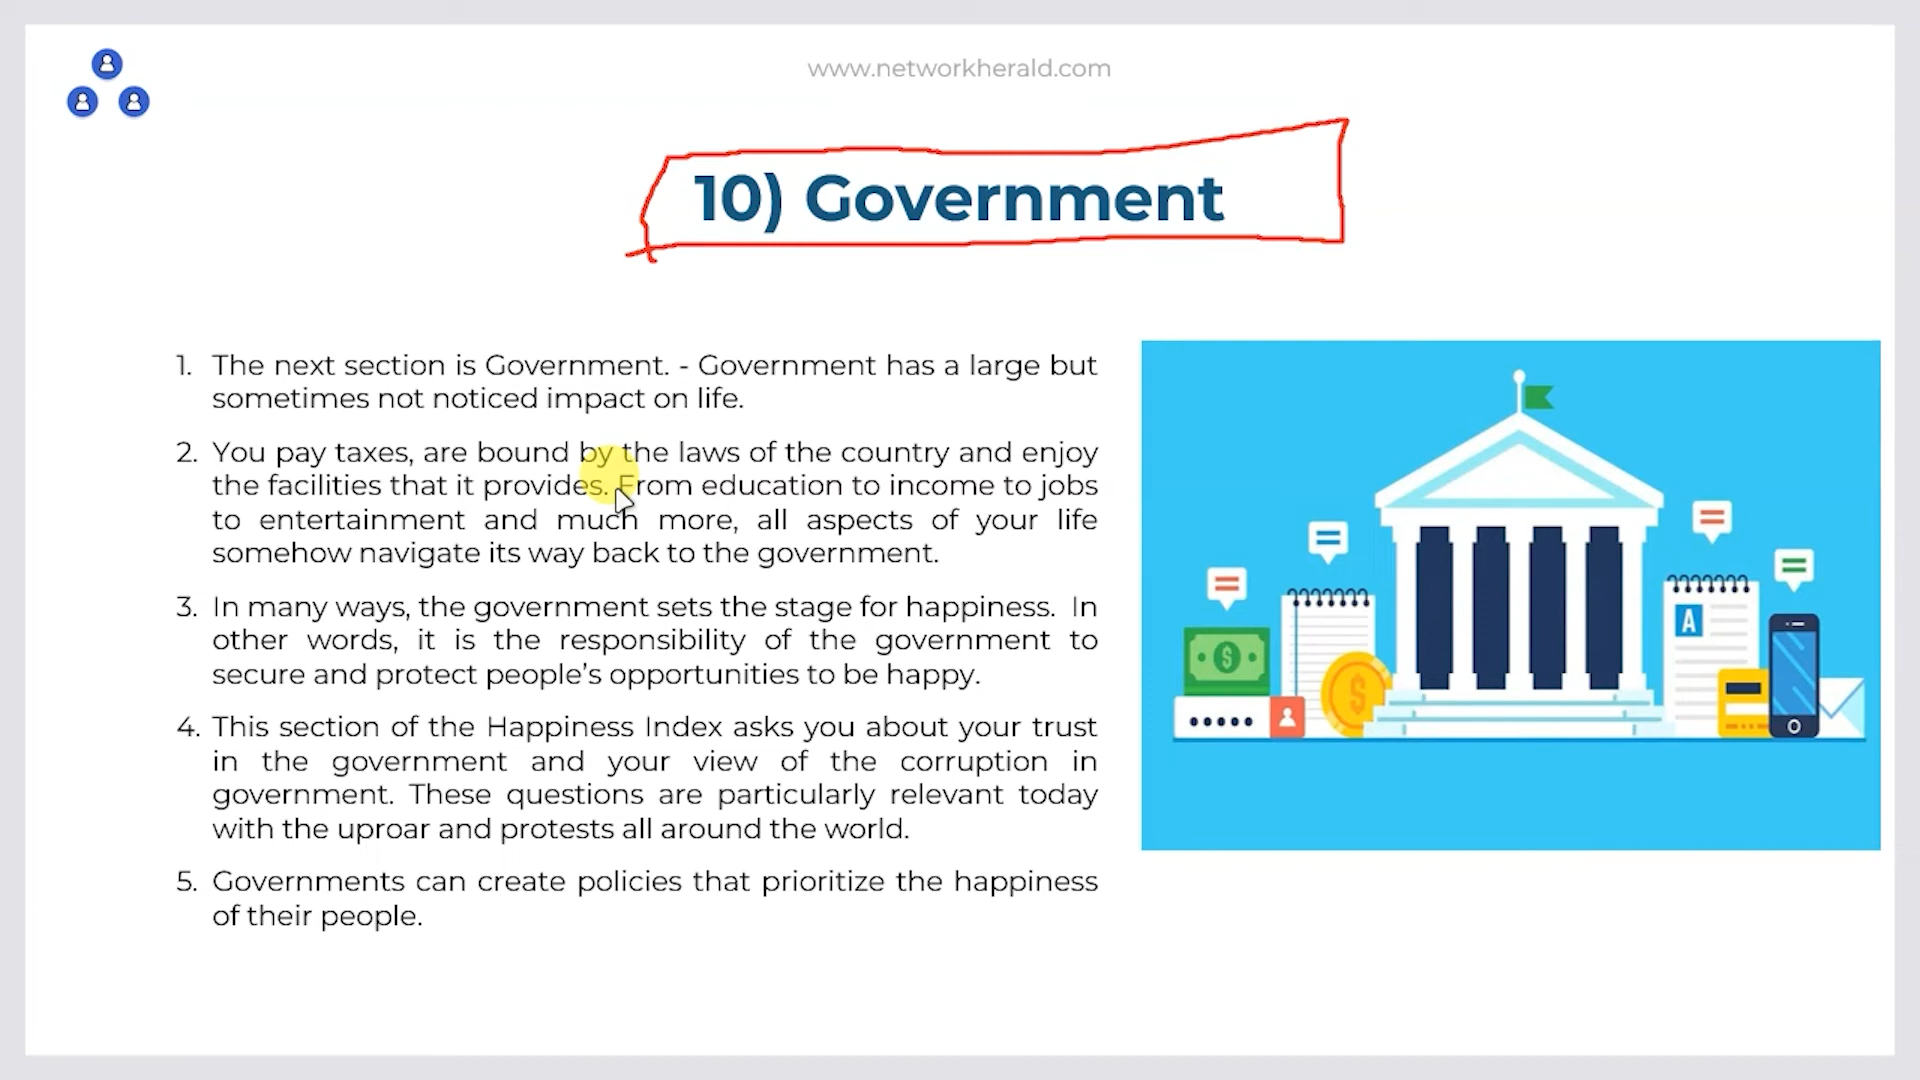 www.networkherald.com
10) Government
1. The next section is Government. - Government has a large but
sometimes not noticed impact on life.
2. You pay taxes, are bound by the laws of the country and enjoy
the facilities that it provides. From education to income to jobs
to entertainment and much more, all aspects of your life
somehow navigate its way back to the government.
3. In many ways, the government sets the stage for happiness. In
other words, it is the responsibility of the government to
secure and protect people's opportunities to be happy.
4. This section of the Happiness Index asks you about your trust
in the government and your view of the corruption in
government. These questions are particularly relevant today
with the uproar and protests all around the world.
5. Governments can create policies that prioritize the happiness
of their people.
$
$
A